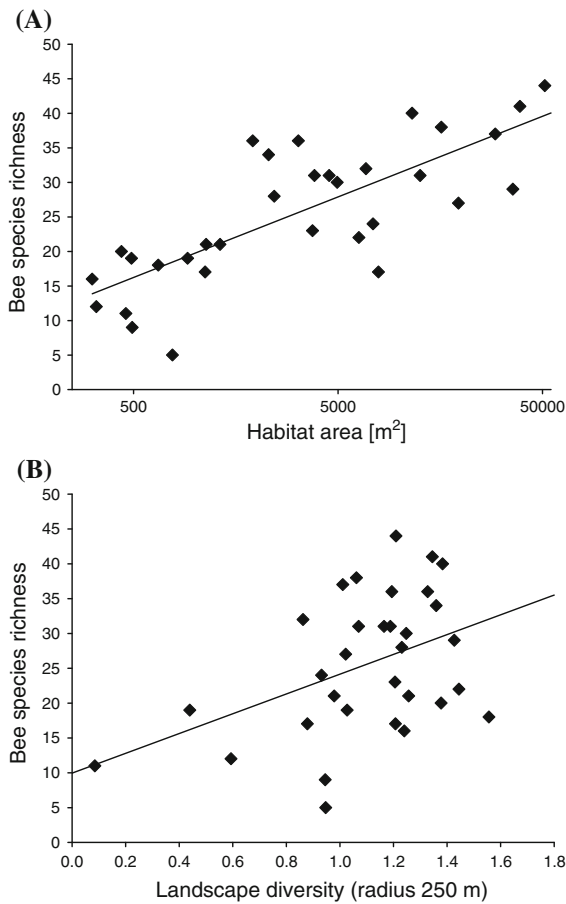 (A)
50
45
40
35
30
25
20
15
10
5
0
Bee species richness
500 5000 50000
Habitat area [m²]
(B)
50
45
40
35
30
25
20
15
10
5
0
Bee species richness
0.0 0.2 0.4 0.6 0.8 1.0 1.2 1.4 1.6 1.8
Landscape diversity (radius 250 m)